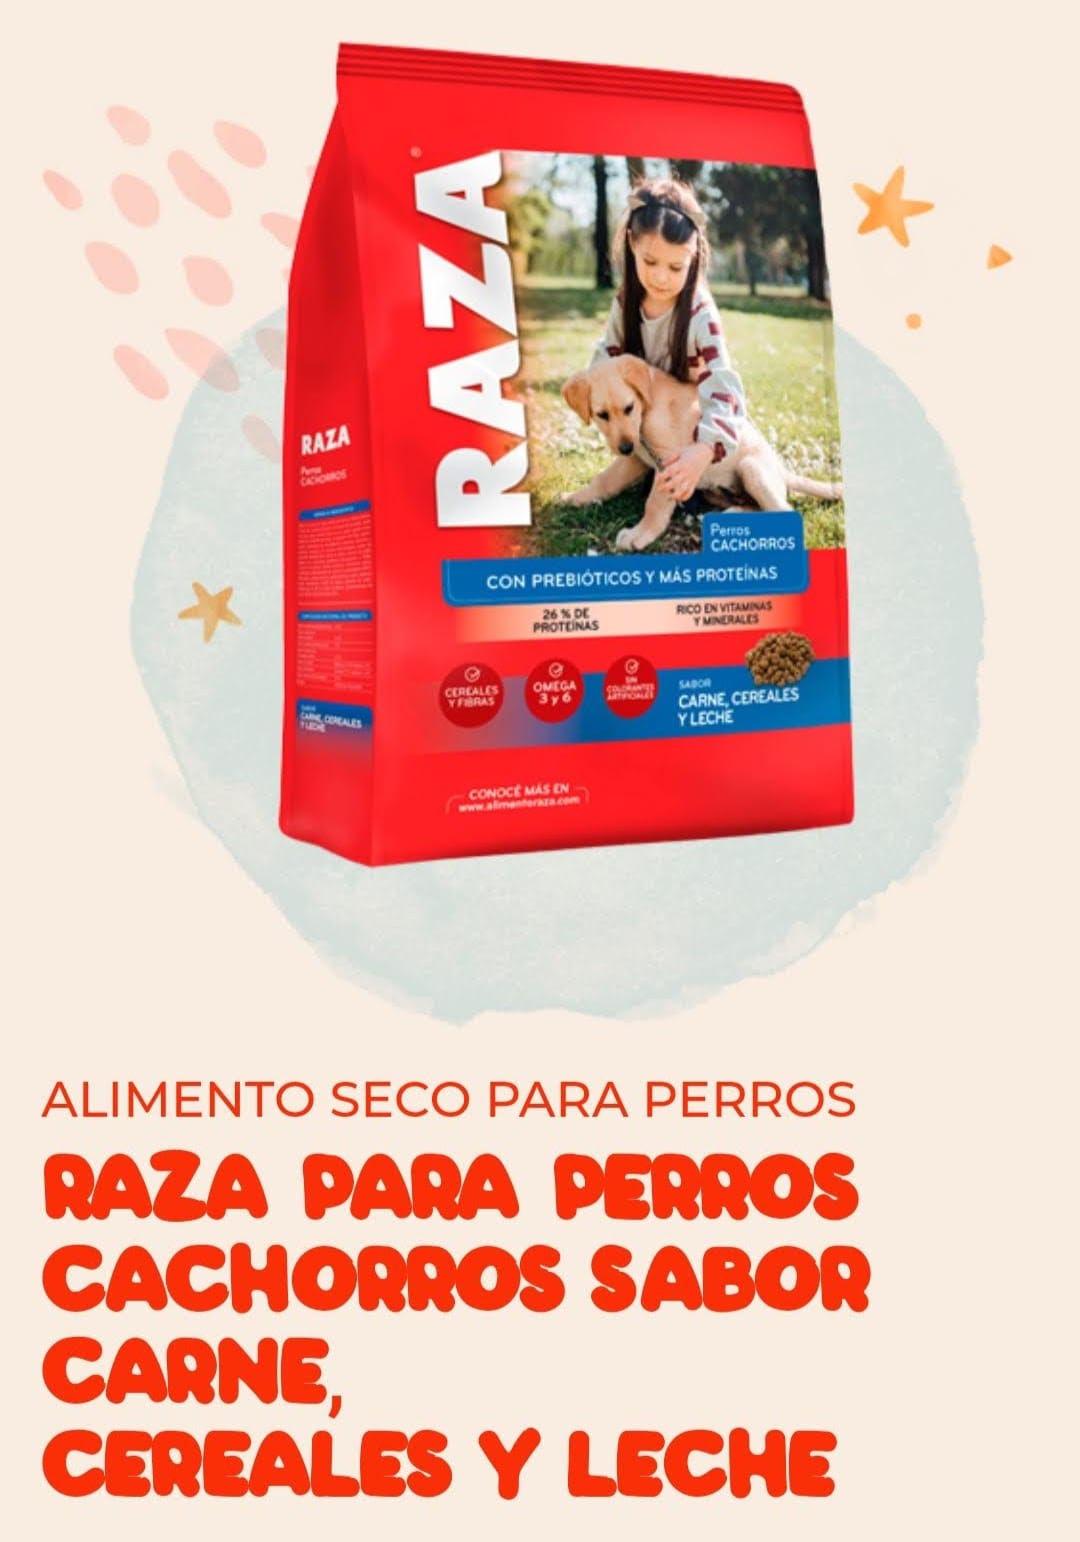 RAZA
®
Perros
CACHORROS
CON PREBIÓTICOS Y MÁS PROTEÍNAS
26 % DE
PROTEÍNAS
RICO EN VITAMINAS
Y MINERALES
CEREALES
Y FIBRAS
OMEGA
3 y 6
SIN
COLORANTES
ARTIFICIALES
SABOR
CARNE, CEREALES
Y LECHE
CONOCÉ MÁS EN
www.alimentoraza.com
RAZA
Perros
CACHORROS
SABOR
CARNE, CEREALES
Y LECHE
ALIMENTO SECO PARA PERROS
RAZA PARA PERROS
CACHORROS SABOR
CARNE,
CEREALES Y LECHE